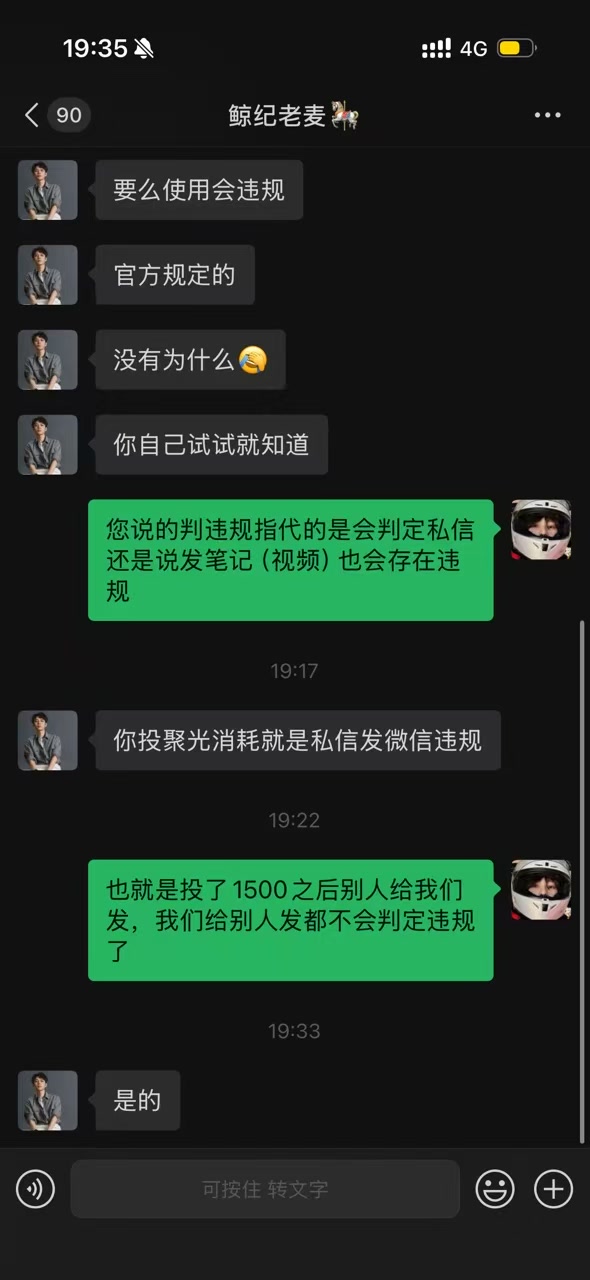 19:35
4G
90
鲸纪老麦🎠
要么使用会违规
官方规定的
没有为什么🤣
你自己试试就知道
您说的判违规指代的是会判定私信
还是说发笔记（视频）也会存在违
规
19:17
你投聚光消耗就是私信发微信违规
19:22
也就是投了1500之后别人给我们
发，我们给别人发都不会判定违规
了
19:33
是的
可按住 转文字